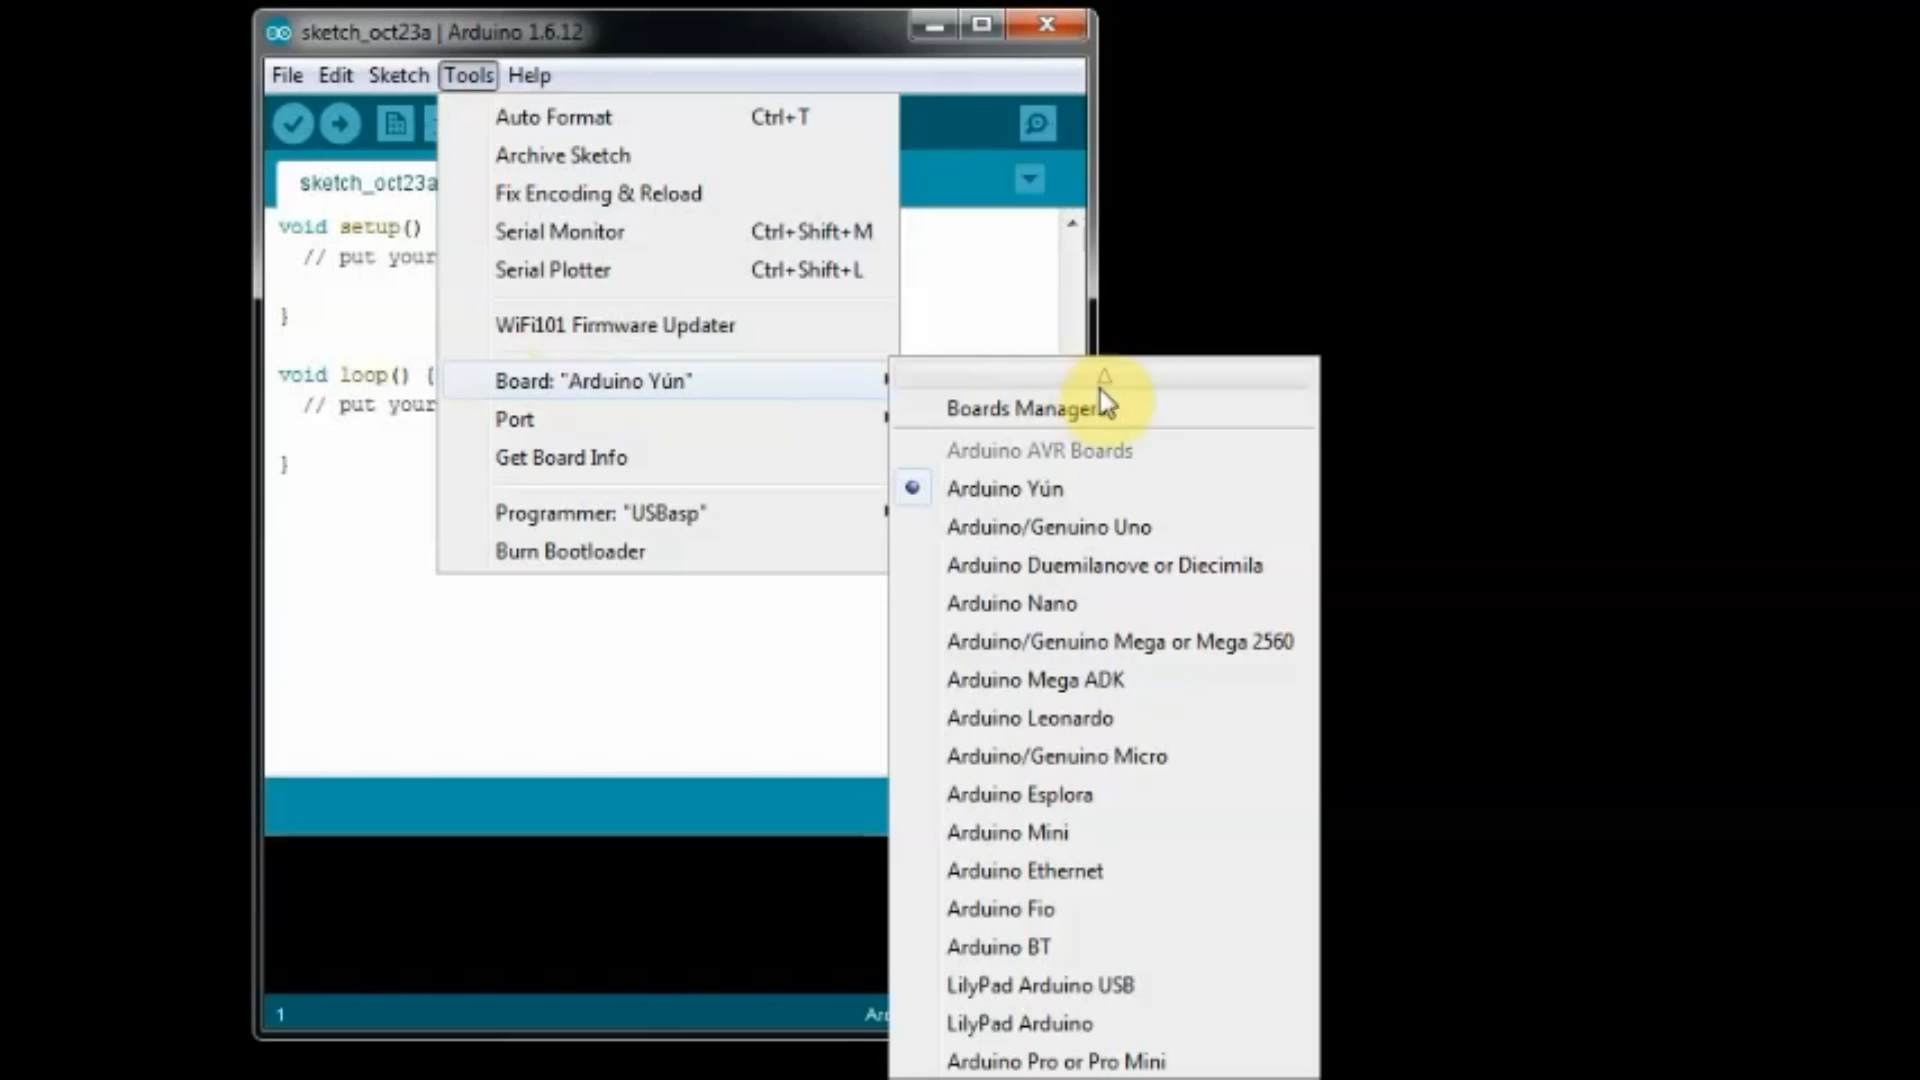 sketch_oct23a | Arduino 1.6.12
File Edit Sketch Tools Help
Auto Format Ctrl+T
Archive Sketch
Fix Encoding & Reload
Serial Monitor Ctrl+Shift+M
Serial Plotter Ctrl+Shift+L
WiFi101 Firmware Updater
Board: "Arduino Yún"
Port
Get Board Info
Programmer: "USBasp"
Burn Bootloader
sketch_oct23a
void setup()
// put your
}
void loop() {
// put your
}
Boards Manager
Arduino AVR Boards
Arduino Yún
Arduino/Genuino Uno
Arduino Duemilanove or Diecimila
Arduino Nano
Arduino/Genuino Mega or Mega 2560
Arduino Mega ADK
Arduino Leonardo
Arduino/Genuino Micro
Arduino Esplora
Arduino Mini
Arduino Ethernet
Arduino Fio
Arduino BT
LilyPad Arduino USB
LilyPad Arduino
Arduino Pro or Pro Mini
1